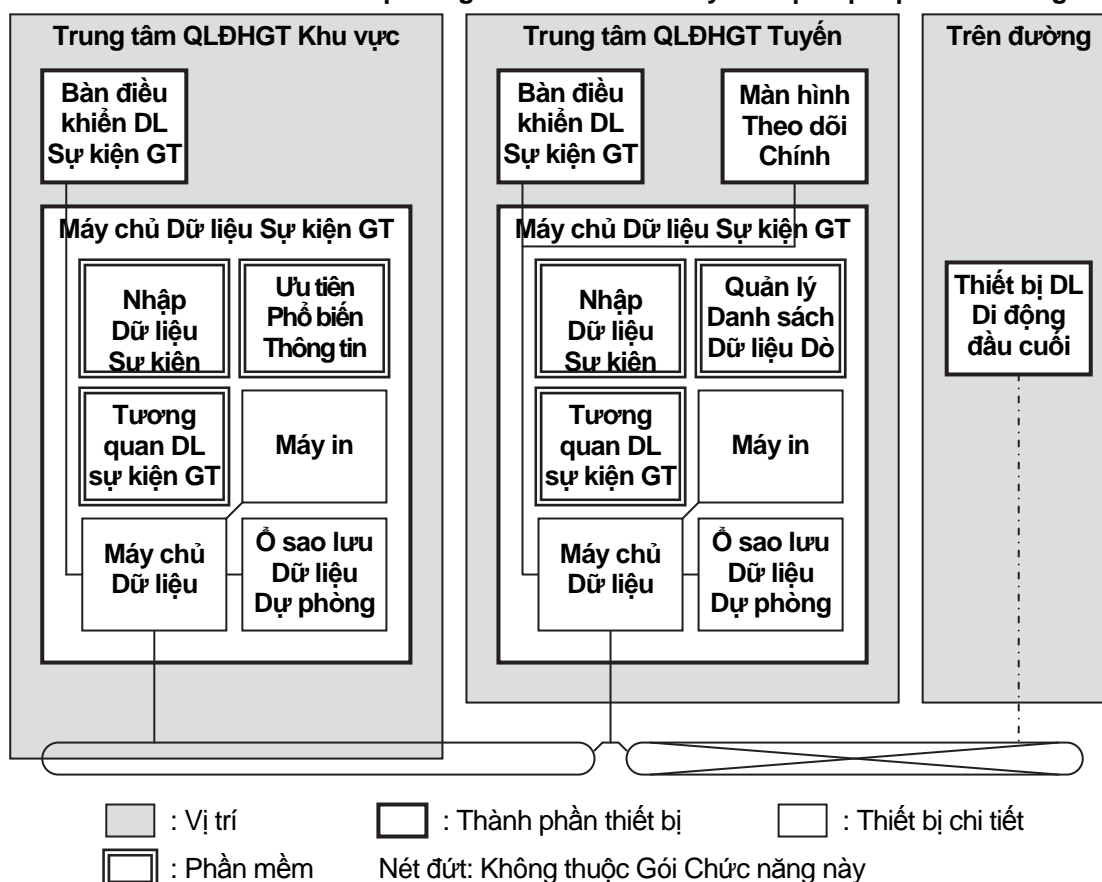 Trung tâm QLĐHGT Khu vực
Bàn điều
khiển DL
Sự kiện GT
Máy chủ Dữ liệu Sự kiện GT
Nhập
Dữ liệu
Sự kiện
Ưu tiên
Phổ biến
Thông tin
Tương
quan DL
sự kiện GT
Máy in
Máy chủ
Dữ liệu
Ổ sao lưu
Dữ liệu
Dự phòng
Trung tâm QLĐHGT Tuyến
Bàn điều
khiển DL
Sự kiện GT
Màn hình
Theo dõi
Chính
Máy chủ Dữ liệu Sự kiện GT
Nhập
Dữ liệu
Sự kiện
Quản lý
Danh sách
Dữ liệu Dò
Tương
quan DL
sự kiện GT
Máy in
Máy chủ
Dữ liệu
Ổ sao lưu
Dữ liệu
Dự phòng
Trên đường
Thiết bị DL
Di động
đầu cuối
: Vị trí
: Thành phần thiết bị
: Thiết bị chi tiết
: Phần mềm
Nét đứt: Không thuộc Gói Chức năng này